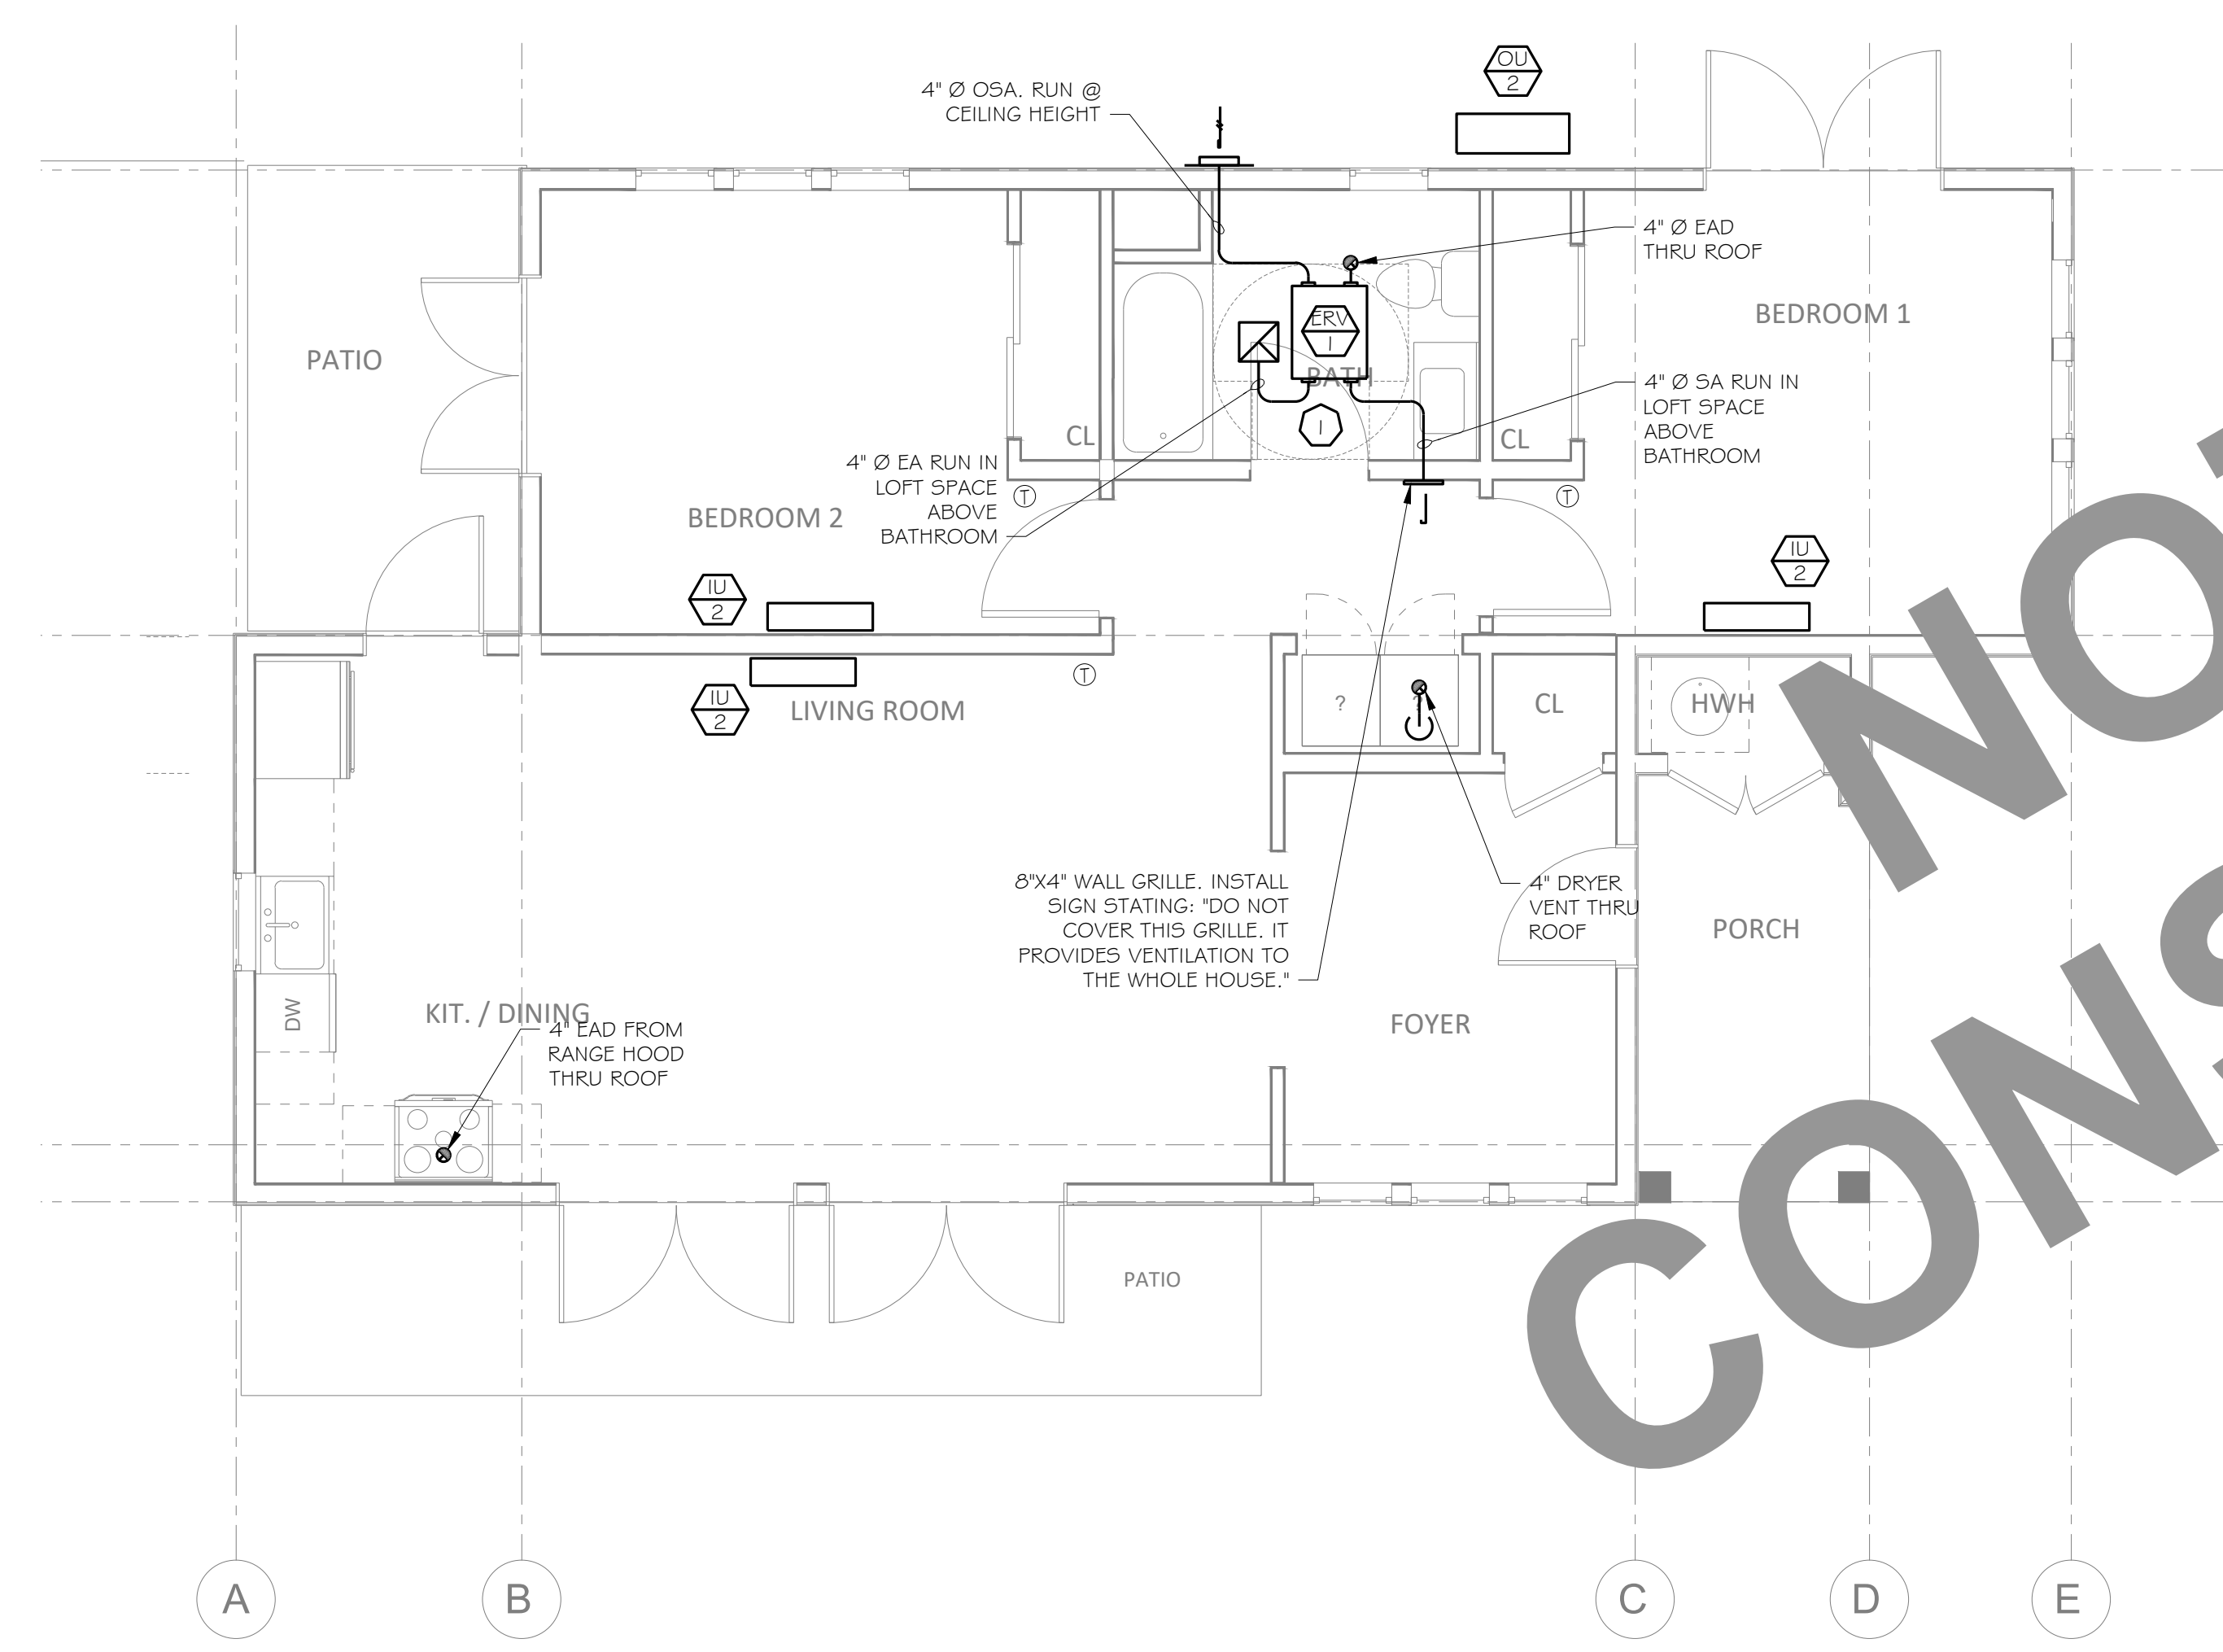 OU
2
4" Ø OSA. RUN @
CEILING HEIGHT
4" Ø EAD
THRU ROOF
BEDROOM 1
ERV
1
PATIO
BATH
4" Ø SA RUN IN
LOFT SPACE
ABOVE
BATHROOM
1
CL
CL
4" Ø EA RUN IN
LOFT SPACE
ABOVE
BATHROOM
T
T
BEDROOM 2
IU
2
IU
2
T
IU
2
LIVING ROOM
?
?
CL
HWH
8"X4" WALL GRILLE. INSTALL
SIGN STATING: "DO NOT
COVER THIS GRILLE. IT
PROVIDES VENTILATION TO
THE WHOLE HOUSE."
4" DRYER
VENT THRU
ROOF
PORCH
DW
KIT. / DINING
4" EAD FROM
RANGE HOOD
THRU ROOF
FOYER
PATIO
NOT
CONS
A
B
C
D
E